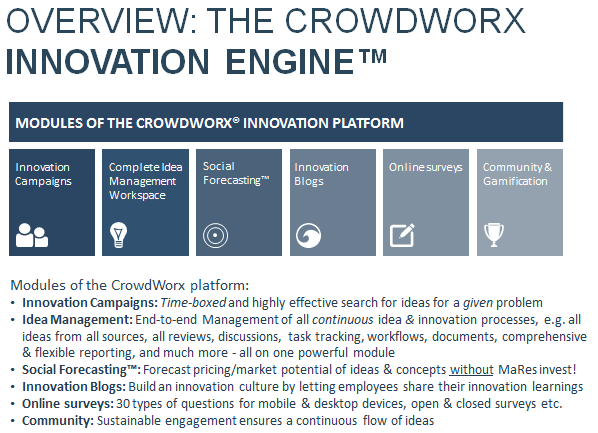 OVERVIEW: THE CROWDWORX
INNOVATION ENGINE™
MODULES OF THE CROWDWORX® INNOVATION PLATFORM
Innovation
Campaigns
Complete Idea
Management
Workspace
Social
Forecasting™
Innovation
Blogs
Online surveys
Community &
Gamification
Modules of the CrowdWorx platform:
• Innovation Campaigns: Time-boxed and highly effective search for ideas for a given problem
• Idea Management: End-to-end Management of all continuous idea & innovation processes, e.g. all
ideas from all sources, all reviews, discussions, task tracking, workflows, documents, comprehensive
& flexible reporting, and much more - all on one powerful module
• Social Forecasting™: Forecast pricing/market potential of ideas & concepts without MaRes invest!
• Innovation Blogs: Build an innovation culture by letting employees share their innovation learnings
• Online surveys: 30 types of questions for mobile & desktop devices, open & closed surveys etc.
• Community: Sustainable engagement ensures a continuous flow of ideas